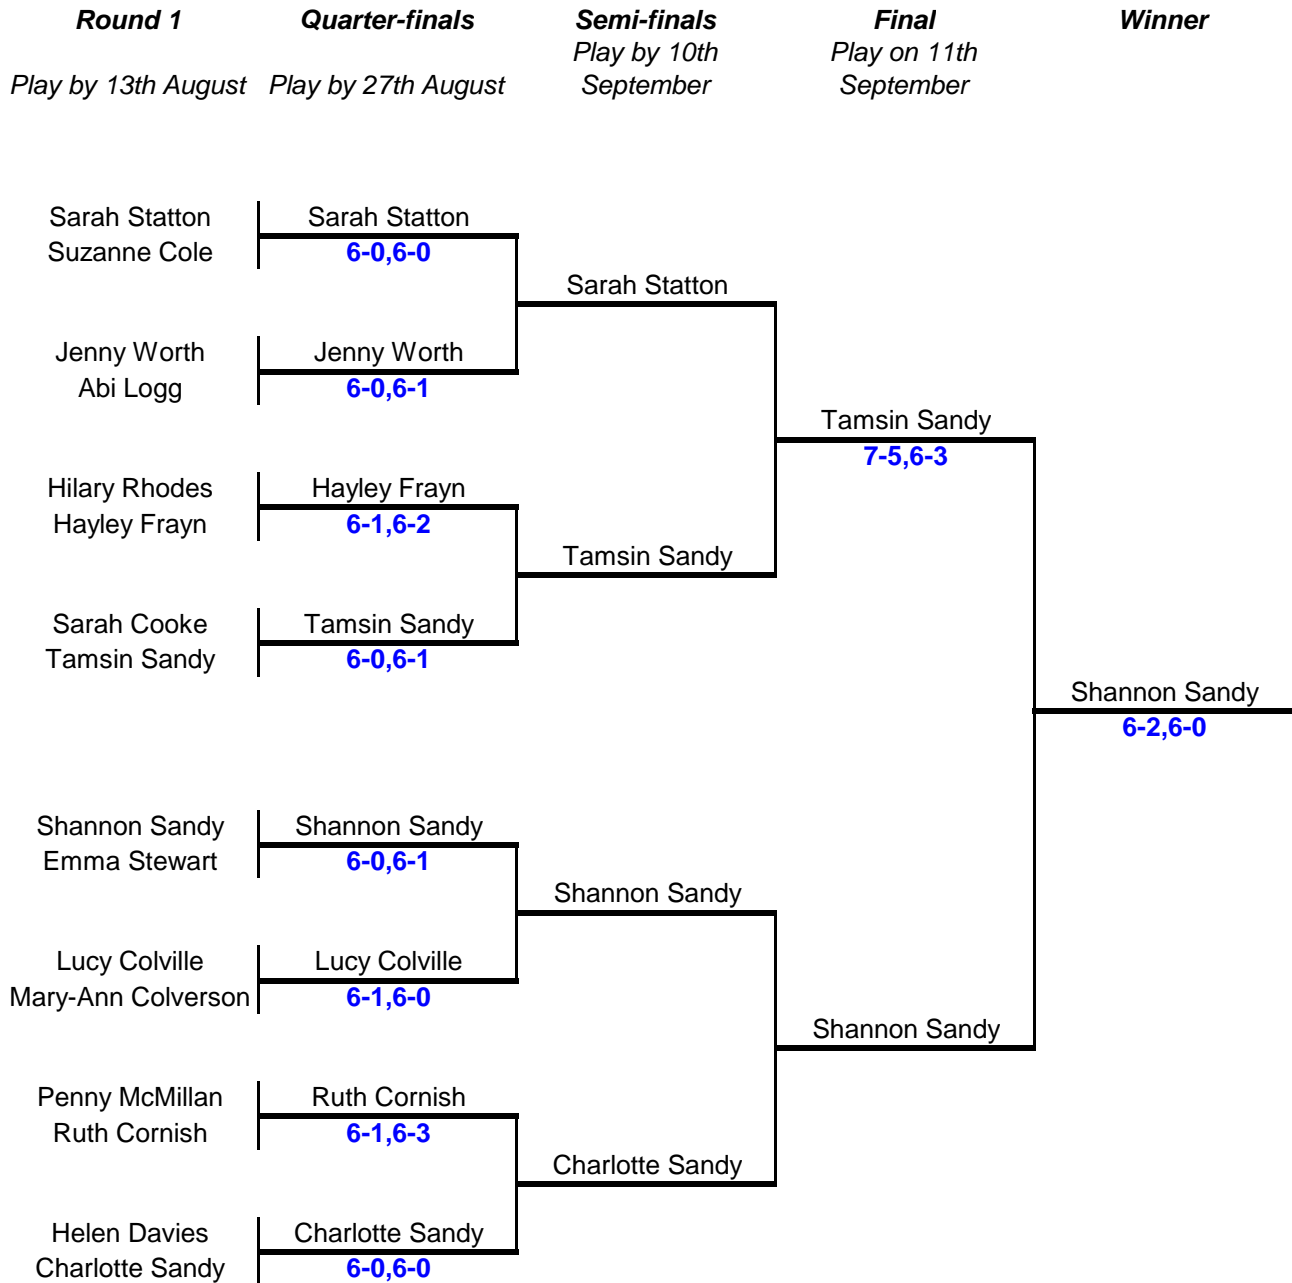 Round 1 Quarter-finals Semi-finals Final Winner
Play by 10th Play on 11th
Play by 13th August Play by 27th August September September
Sarah Statton Sarah Statton
Suzanne Cole 6-0,6-0
Sarah Statton
Jenny Worth Jenny Worth
Abi Logg 6-0,6-1
Tamsin Sandy
7-5,6-3
Hilary Rhodes Hayley Frayn
Hayley Frayn 6-1,6-2
Tamsin Sandy
Sarah Cooke Tamsin Sandy
Tamsin Sandy 6-0,6-1
Shannon Sandy
6-2,6-0
Shannon Sandy Shannon Sandy
Emma Stewart 6-0,6-1
Shannon Sandy
Lucy Colville Lucy Colville
Mary-Ann Colverson 6-1,6-0
Shannon Sandy
Penny McMillan Ruth Cornish
Ruth Cornish 6-1,6-3
Charlotte Sandy
Helen Davies Charlotte Sandy
Charlotte Sandy 6-0,6-0